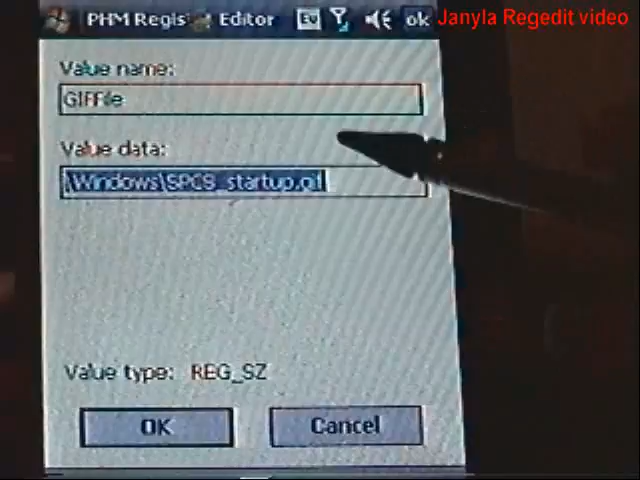 PHM Regis Editor Ev ok
Janyla Regedit video
Value name:
GIFFile
Value data:
\Windows\SPCS_startup.gif
Value type: REG_SZ
OK Cancel